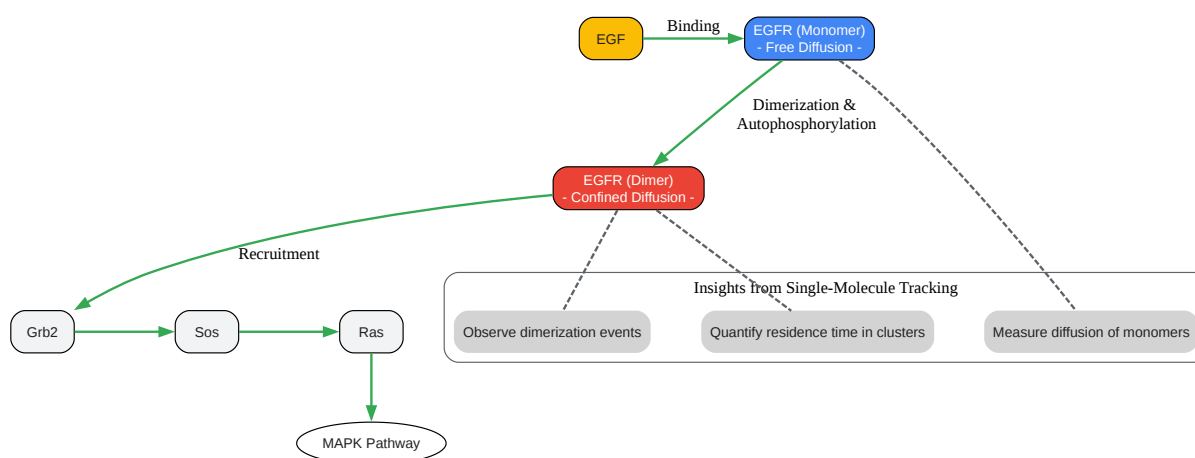 Binding
EGF
EGFR (Monomer)
- Free Diffusion -
Dimerization &
Autophosphorylation
EGFR (Dimer)
- Confined Diffusion -
Recruitment
Insights from Single-Molecule Tracking
Grb2
Sos
Ras
Observe dimerization events
Quantify residence time in clusters
Measure diffusion of monomers
MAPK Pathway